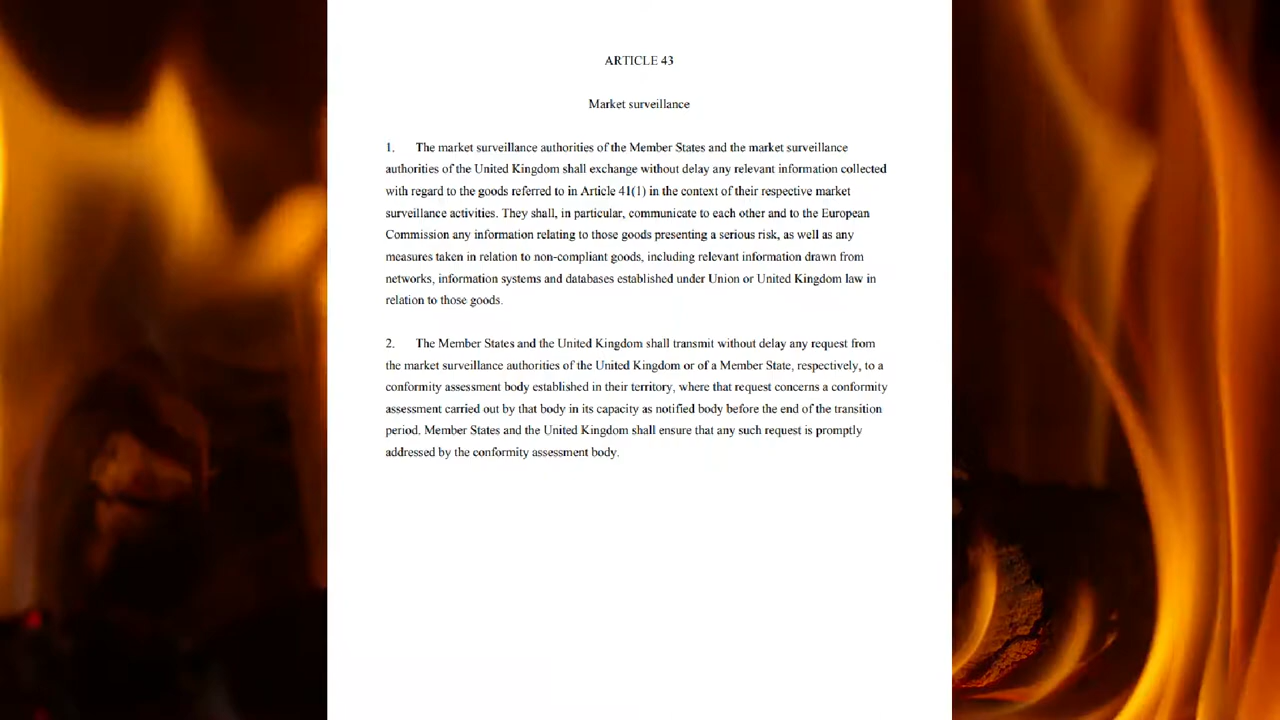 ARTICLE 43
Market surveillance
1. The market surveillance authorities of the Member States and the market surveillance
authorities of the United Kingdom shall exchange without delay any relevant information collected
with regard to the goods referred to in Article 41(1) in the context of their respective market
surveillance activities. They shall, in particular, communicate to each other and to the European
Commission any information relating to those goods presenting a serious risk, as well as any
measures taken in relation to non-compliant goods, including relevant information drawn from
networks, information systems and databases established under Union or United Kingdom law in
relation to those goods.
2. The Member States and the United Kingdom shall transmit without delay any request from
the market surveillance authorities of the United Kingdom or of a Member State, respectively, to a
conformity assessment body established in their territory, where that request concerns a conformity
assessment carried out by that body in its capacity as notified body before the end of the transition
period. Member States and the United Kingdom shall ensure that any such request is promptly
addressed by the conformity assessment body.